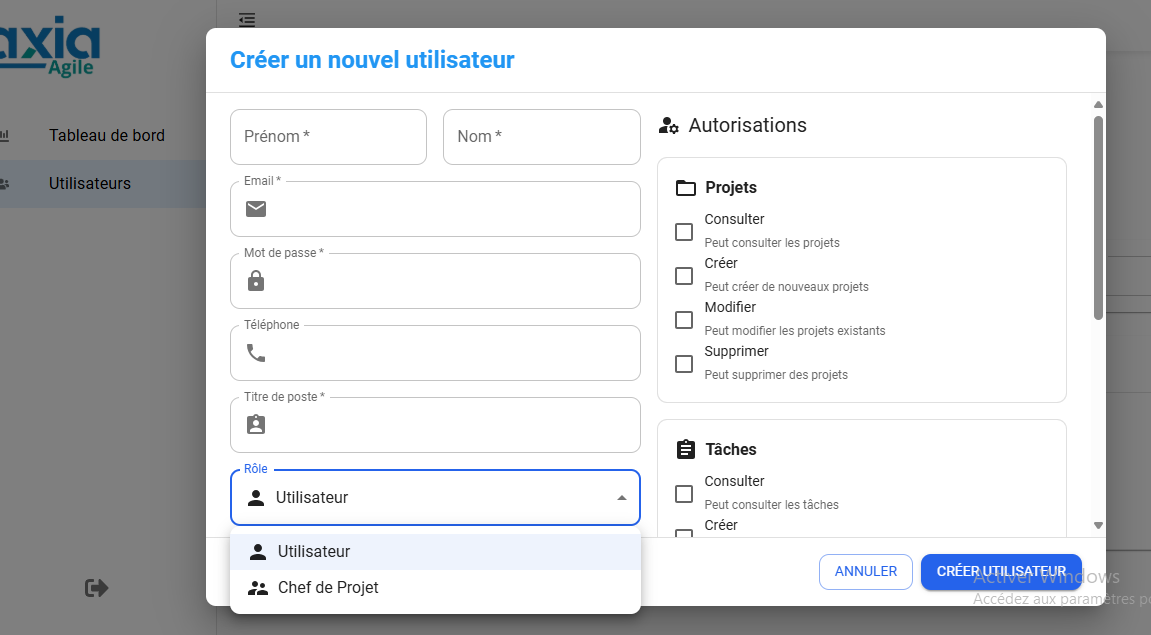 axia
Agile
Tableau de bord
Utilisateurs
Créer un nouvel utilisateur
Prénom *
Nom *
Email *
Mot de passe *
Téléphone
Titre de poste *
Rôle
Utilisateur
Utilisateur
Chef de Projet
Autorisations
Projets
Consulter
Peut consulter les projets
Créer
Peut créer de nouveaux projets
Modifier
Peut modifier les projets existants
Supprimer
Peut supprimer des projets
Tâches
Consulter
Peut consulter les tâches
Créer
ANNULER
CRÉER UTILISATEUR
Activer Windows
Accédez aux paramètres